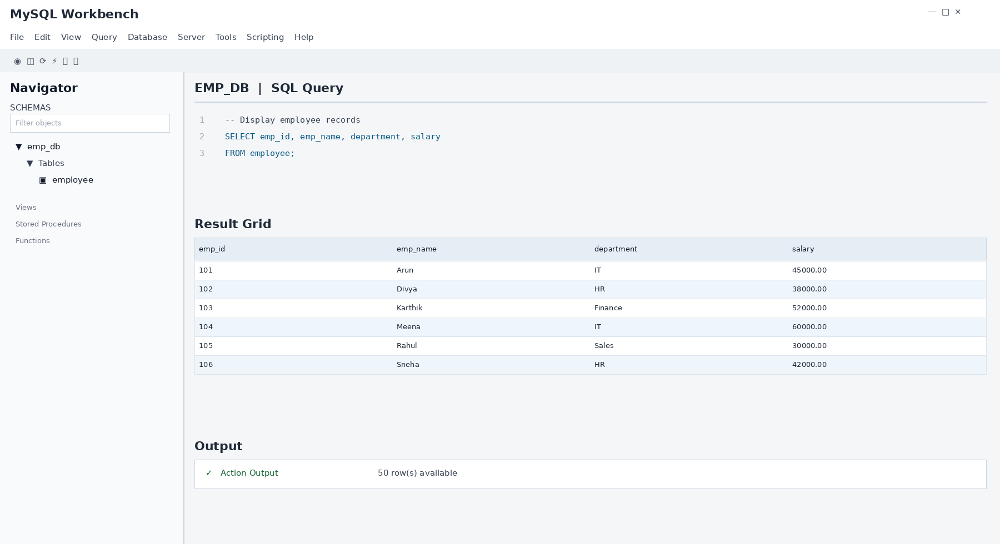 MySQL Workbench
— □ ×
File Edit View Query Database Server Tools Scripting Help
Navigator
SCHEMAS
Filter objects
▼ emp_db
▼ Tables
▣ employee
Views
Stored Procedures
Functions
EMP_DB | SQL Query
1 -- Display employee records
2 SELECT emp_id, emp_name, department, salary
3 FROM employee;
Result Grid
emp_id emp_name department salary
101 Arun IT 45000.00
102 Divya HR 38000.00
103 Karthik Finance 52000.00
104 Meena IT 60000.00
105 Rahul Sales 30000.00
106 Sneha HR 42000.00
Output
✓ Action Output 50 row(s) available